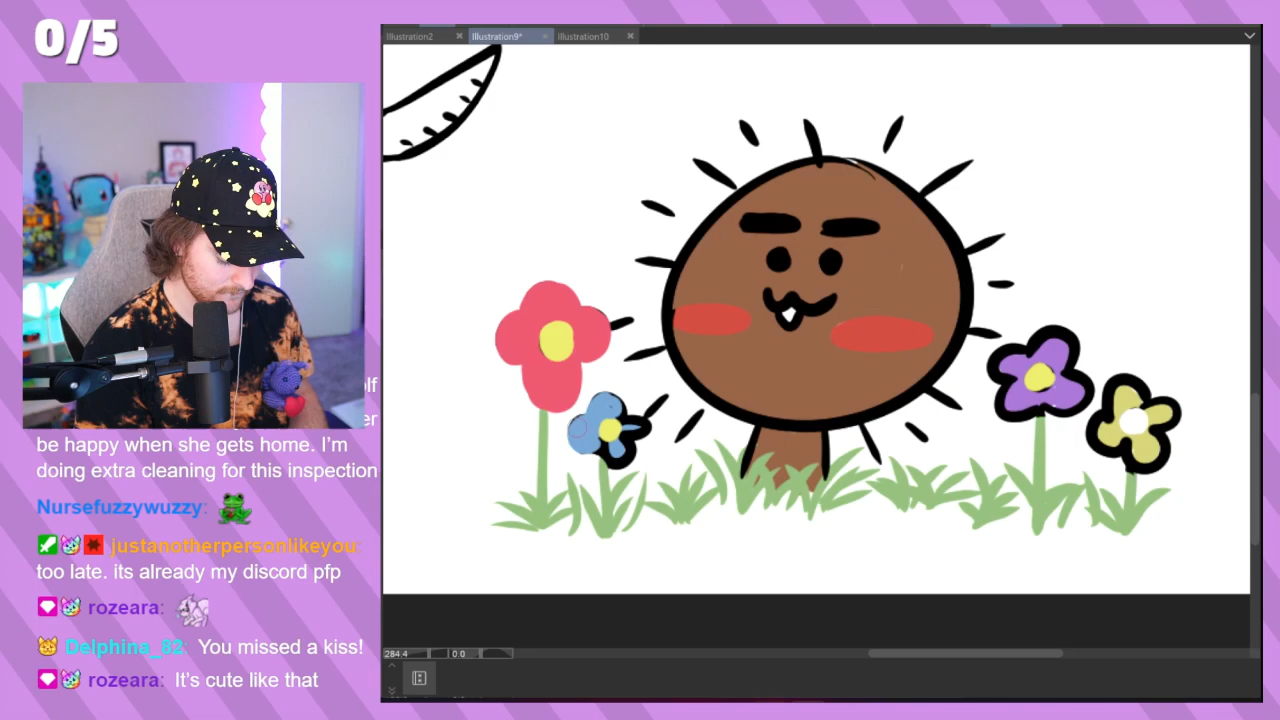 0/5
Illustration2
Illustration9*
Illustration10
be happy when she gets home. I'm
doing extra cleaning for this inspection
Nursefuzzywuzzy:
justanotherpersonlikeyou:
too late. its already my discord pfp
rozeara:
Delphina_82: You missed a kiss!
rozeara: It's cute like that
284.4
0.0